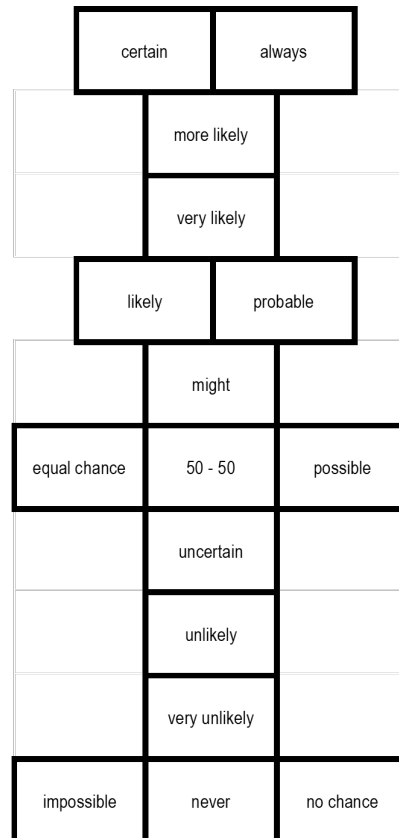 certain always
more likely
very likely
likely probable
might
equal chance 50 - 50 possible
uncertain
unlikely
very unlikely
impossible never no chance